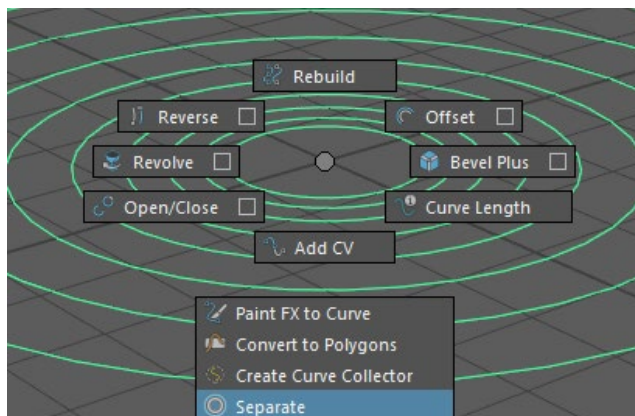 Rebuild
Reverse
Offset
Revolve
Bevel Plus
Open/Close
Curve Length
Add CV
Paint FX to Curve
Convert to Polygons
Create Curve Collector
Separate